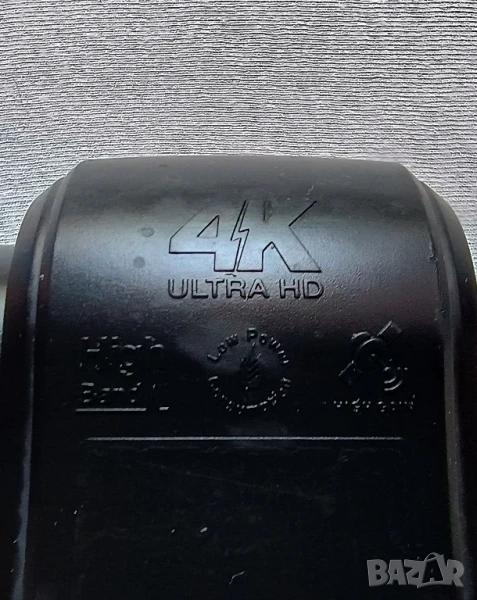 4K
ULTRA HD
High
Band
Low Power
BAZAR